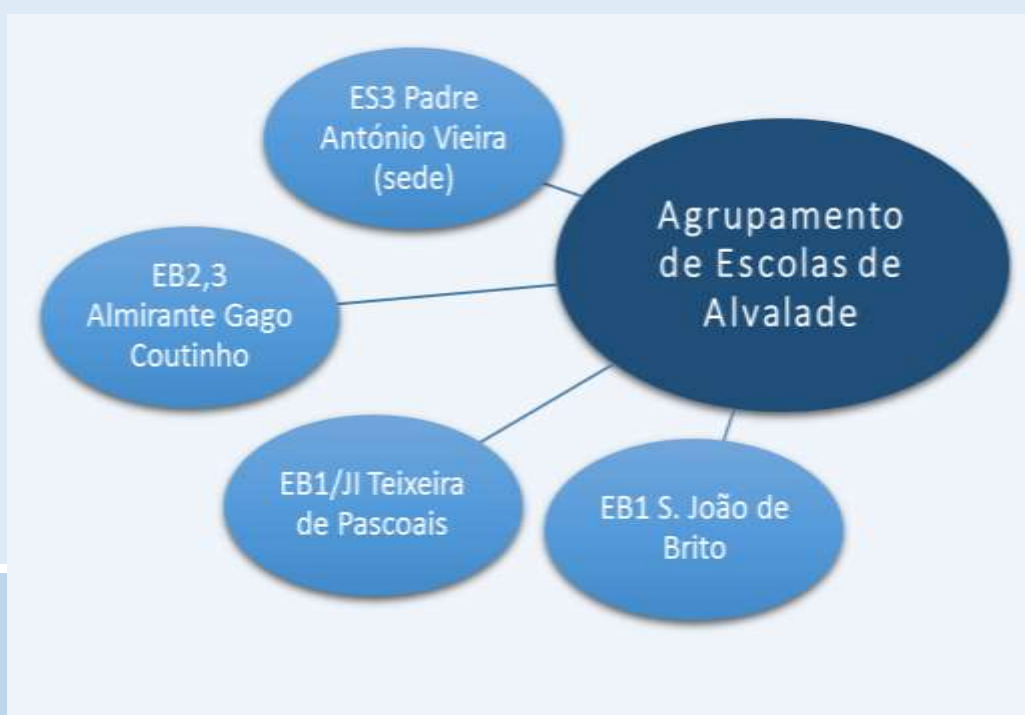 ES3 Padre
António Vieira
(sede)
Agrupamento
de Escolas de
Alvalade
EB2,3
Almirante Gago
Coutinho
EB1/JI Teixeira
de Pascoais
EB1 S. João de
Brito